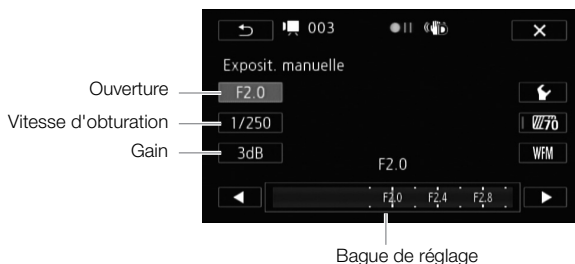 003
Exposit. manuelle
Ouverture
F2.0
Vitesse d'obturation
1/250
70
Gain
3dB
WFM
F2.0
F2.0 F2.4 F2.8
Bague de réglage